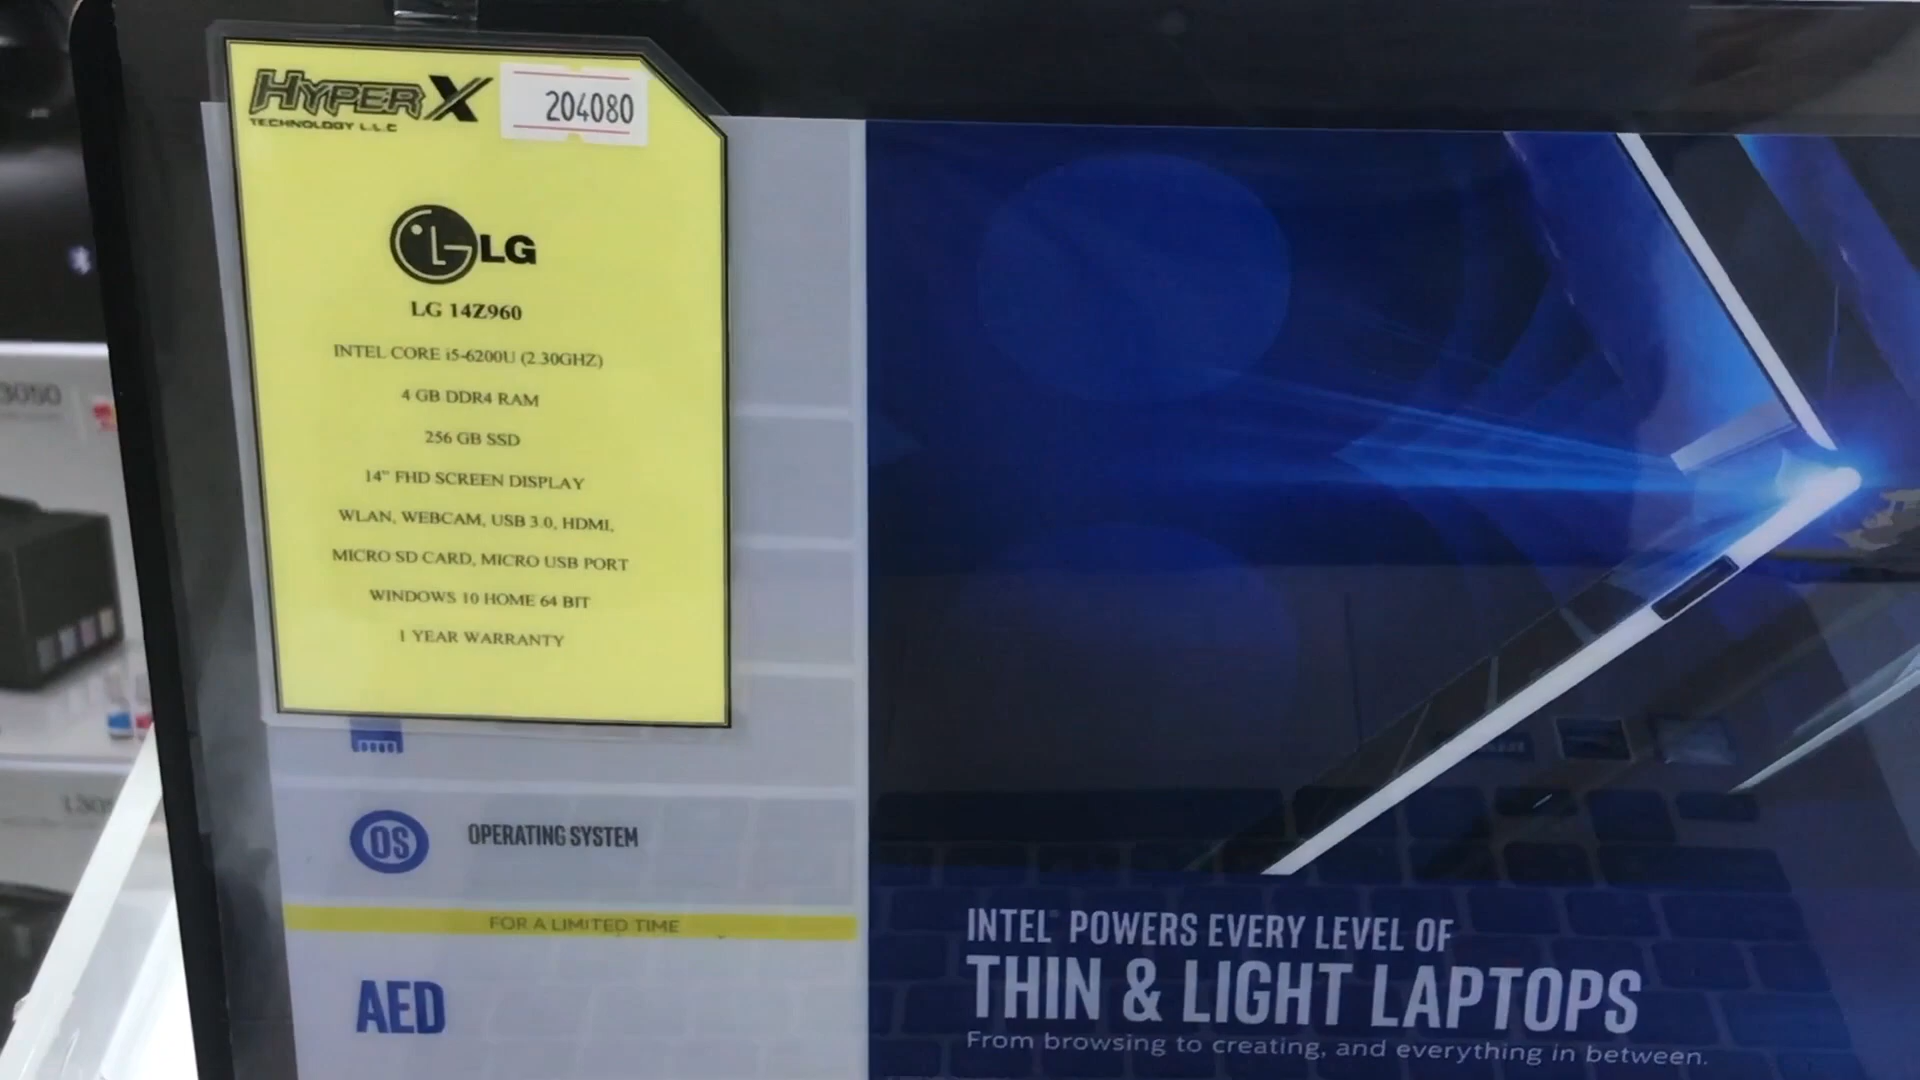 HYPERX
TECHNOLOGY L.L.C
204080
LG
LG 14Z960
INTEL CORE i5-6200U (2.30GHZ)
4 GB DDR4 RAM
256 GB SSD
14" FHD SCREEN DISPLAY
WLAN, WEBCAM, USB 3.0, HDMI,
MICRO SD CARD, MICRO USB PORT
WINDOWS 10 HOME 64 BIT
1 YEAR WARRANTY
OS OPERATING SYSTEM
FOR A LIMITED TIME
AED
INTEL® POWERS EVERY LEVEL OF
THIN & LIGHT LAPTOPS
From browsing to creating, and everything in between.